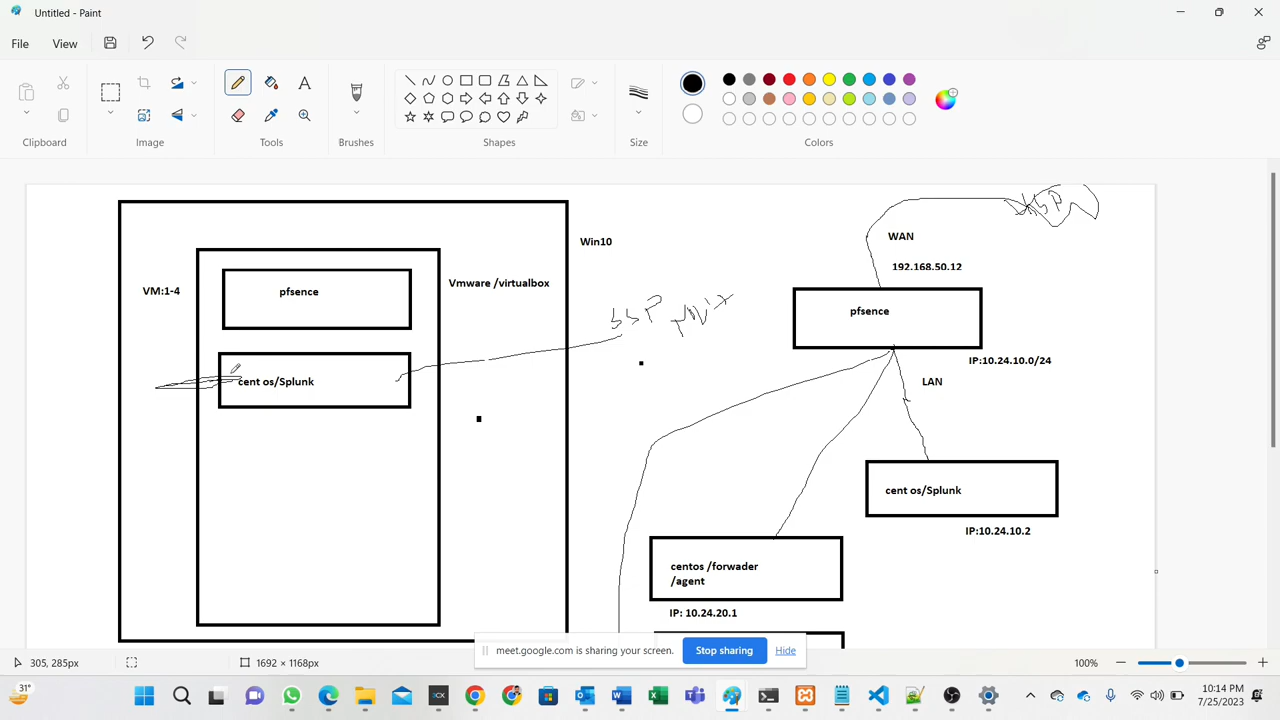 Untitled - Paint
File
View
Clipboard
Image
Tools
Brushes
Shapes
Size
Colors
WAN
Win10
192.168.50.12
VM:1-4
pfsence
Vmware /virtualbox
pfsence
IP:10.24.10.0/24
LAN
cent os/Splunk
cent os/Splunk
IP:10.24.10.2
centos /forwader
/agent
IP: 10.24.20.1
meet.google.com is sharing your screen.
Stop sharing
Hide
305, 285px
1692 × 1168px
100%
31°
10:14 PM
7/25/2023